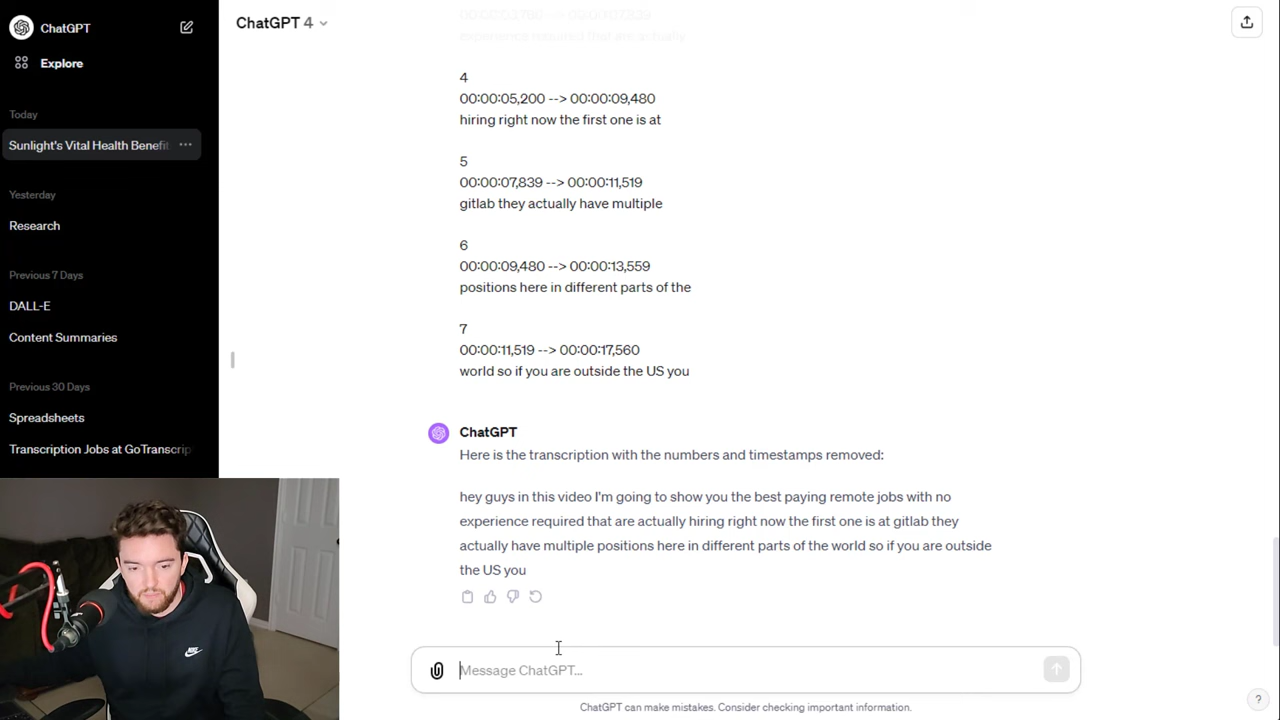 ChatGPT
Explore
Today
Sunlight's Vital Health Benefit
Yesterday
Research
Previous 7 Days
DALL-E
Content Summaries
Previous 30 Days
Spreadsheets
Transcription Jobs at GoTranscrip
ChatGPT 4
experience required that are actually
4
00:00:05,200 --> 00:00:09,480
hiring right now the first one is at
5
00:00:07,839 --> 00:00:11,519
gitlab they actually have multiple
6
00:00:09,480 --> 00:00:13,559
positions here in different parts of the
7
00:00:11,519 --> 00:00:17,560
world so if you are outside the US you
ChatGPT
Here is the transcription with the numbers and timestamps removed:
hey guys in this video I'm going to show you the best paying remote jobs with no
experience required that are actually hiring right now the first one is at gitlab they
actually have multiple positions here in different parts of the world so if you are outside
the US you
Message ChatGPT...
ChatGPT can make mistakes. Consider checking important information.
?